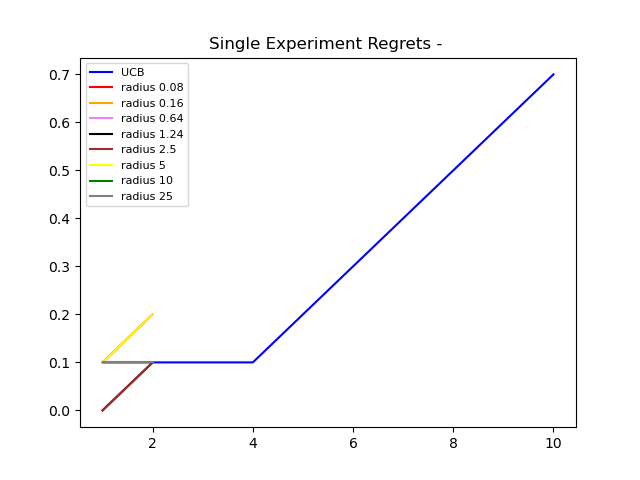 Single Experiment Regrets -
UCB
radius 0.08
radius 0.16
radius 0.64
radius 1.24
radius 2.5
radius 5
radius 10
radius 25
0.7
0.6
0.5
0.4
0.3
0.2
0.1
0.0
2
4
6
8
10